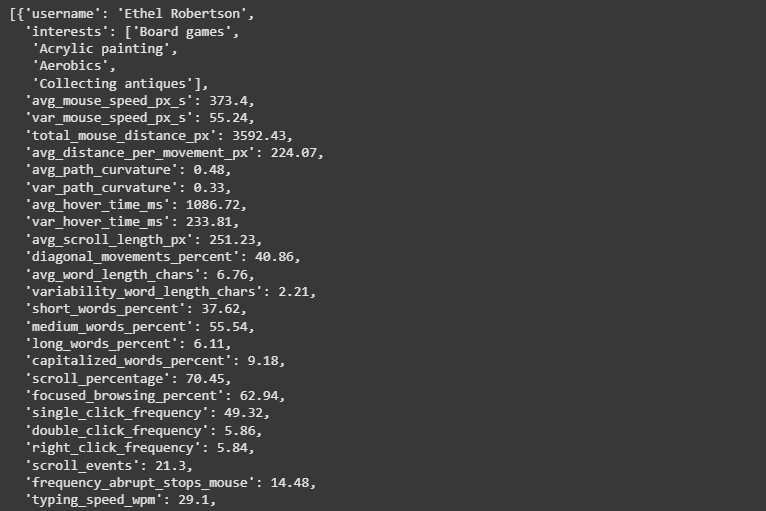 [{'username': 'Ethel Robertson',
'interests': ['Board games',
'Acrylic painting',
'Aerobics',
'Collecting antiques'],
'avg_mouse_speed_px_s': 373.4,
'var_mouse_speed_px_s': 55.24,
'total_mouse_distance_px': 3592.43,
'avg_distance_per_movement_px': 224.07,
'avg_path_curvature': 0.48,
'var_path_curvature': 0.33,
'avg_hover_time_ms': 1086.72,
'var_hover_time_ms': 233.81,
'avg_scroll_length_px': 251.23,
'diagonal_movements_percent': 40.86,
'avg_word_length_chars': 6.76,
'variability_word_length_chars': 2.21,
'short_words_percent': 37.62,
'medium_words_percent': 55.54,
'long_words_percent': 6.11,
'capitalized_words_percent': 9.18,
'scroll_percentage': 70.45,
'focused_browsing_percent': 62.94,
'single_click_frequency': 49.32,
'double_click_frequency': 5.86,
'right_click_frequency': 5.84,
'scroll_events': 21.3,
'frequency_abrupt_stops_mouse': 14.48,
'typing_speed_wpm': 29.1,